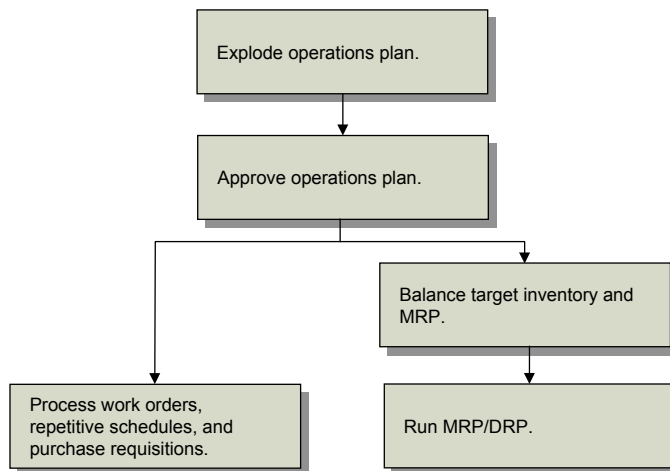 Explode operations plan.
Approve operations plan.
Balance target inventory and
MRP.
Process work orders,
repetitive schedules, and
purchase requisitions.
Run MRP/DRP.